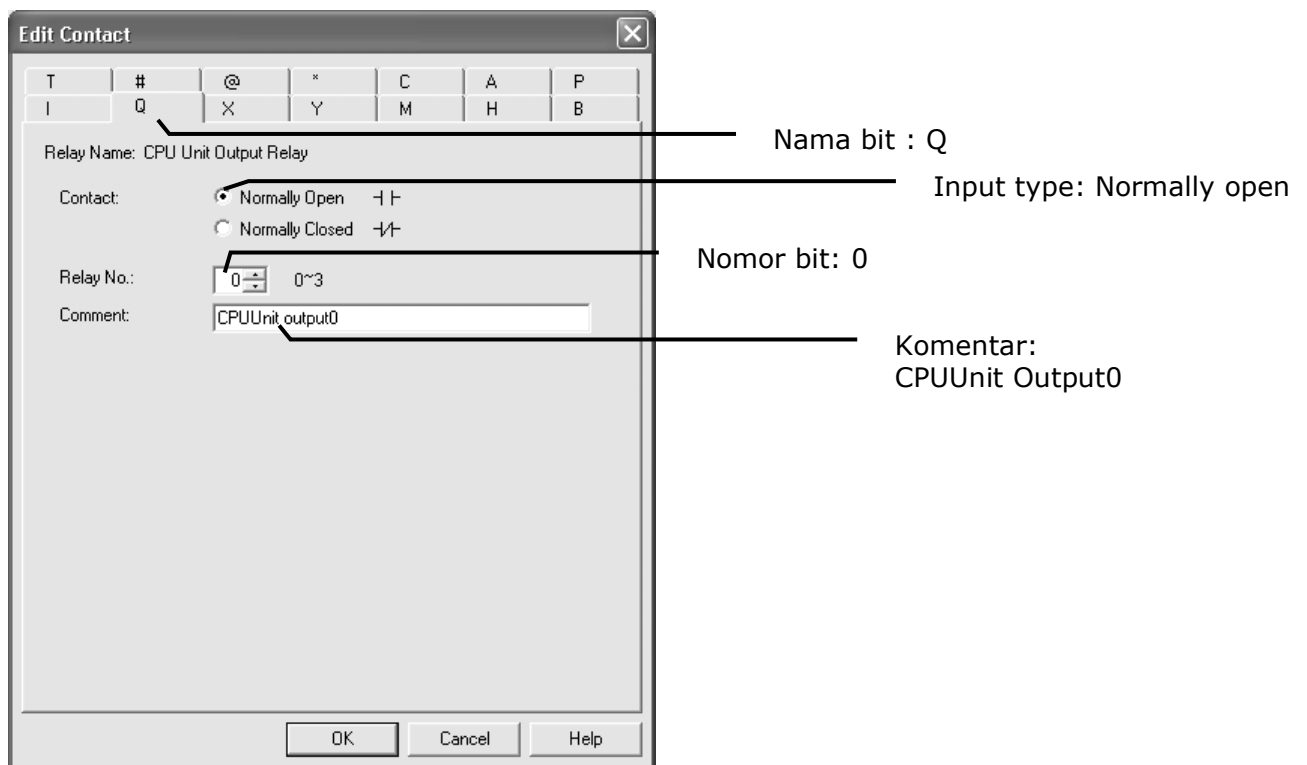 Edit Contact
T # @ * C A P
I Q X Y M H B
Relay Name: CPU Unit Output Relay
Contact:
Normally Open
Normally Closed
Relay No.: 0 0~3
Comment: CPUUnit output0
OK Cancel Help
Nama bit : Q
Input type: Normally open
Nomor bit: 0
Komentar:
CPUUnit Output0